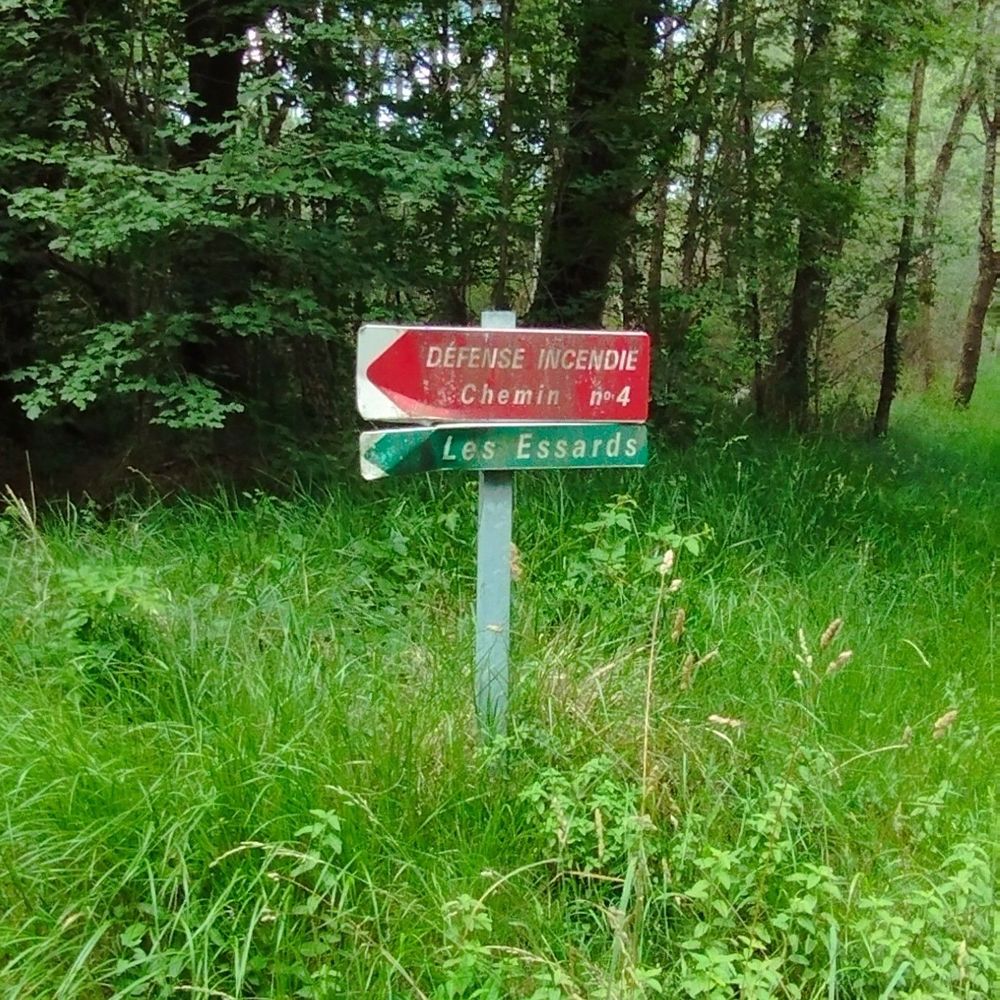 DÉFENSE INCENDIE
Chemin nº4
Les Essards